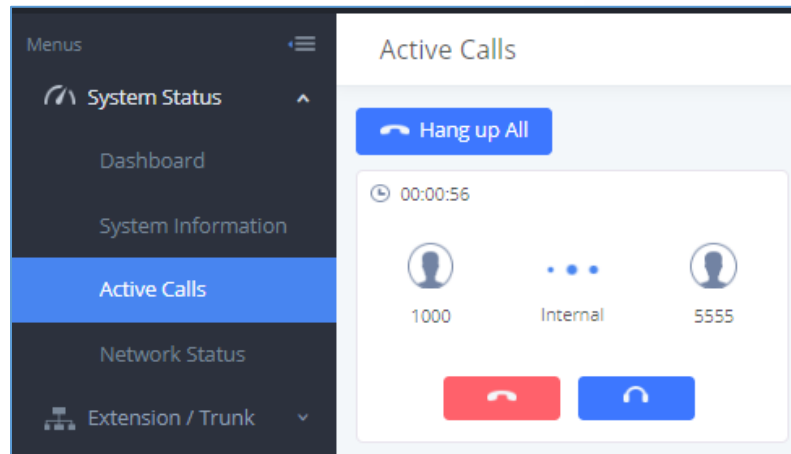 Menus
System Status
Dashboard
System Information
Active Calls
Network Status
Extension / Trunk
Active Calls
Hang up All
00:00:56
1000
Internal
5555